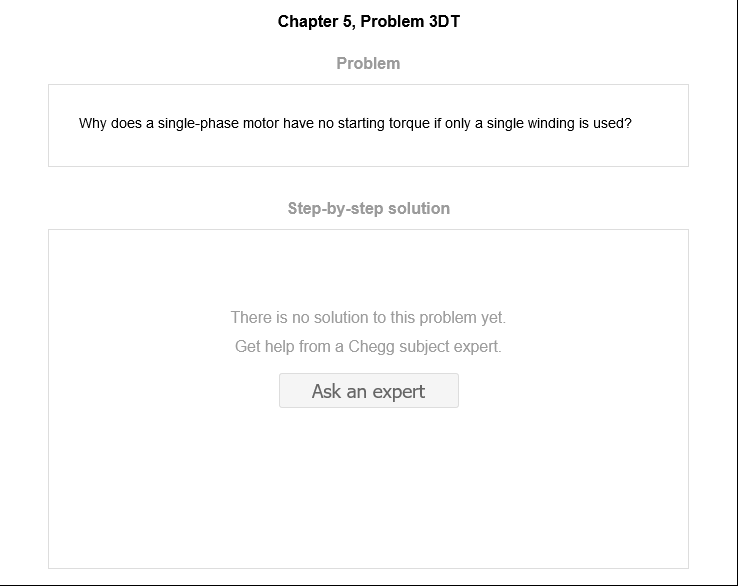 Chapter 5, Problem 3DT
Problem
Why does a single-phase motor have no starting torque if only a single winding is used?
Step-by-step solution
There is no solution to this problem yet.
Get help from a Chegg subject expert.
Ask an expert